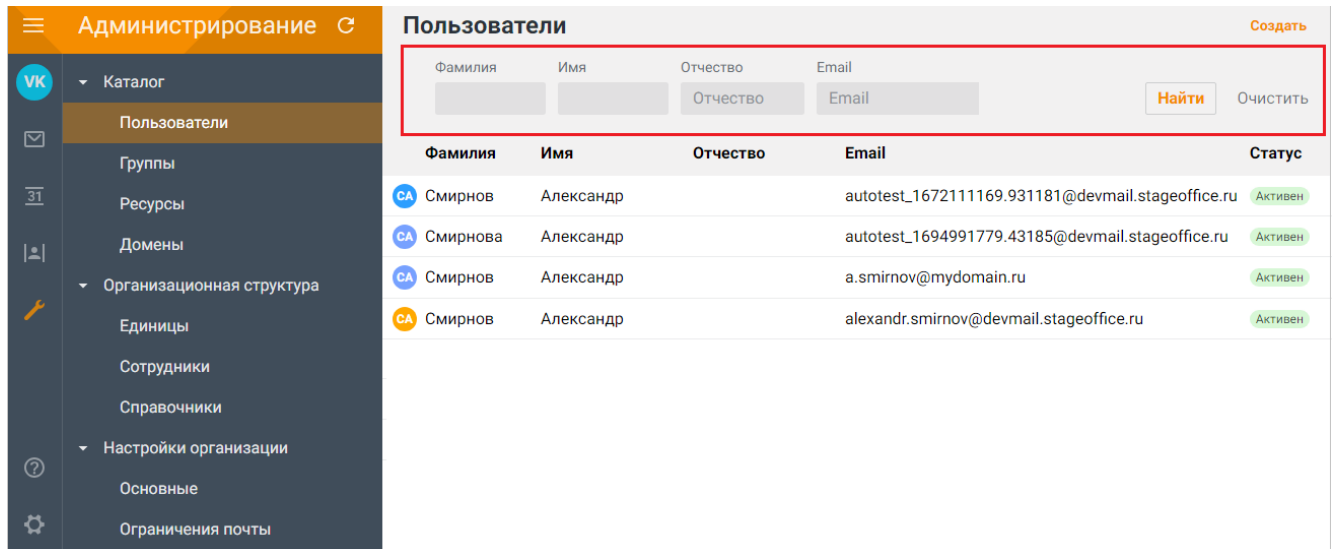 Администрирование
Пользователи
Создать
VK
Каталог
Пользователи
Группы
31
Ресурсы
Домены
Организационная структура
Единицы
Сотрудники
Справочники
Настройки организации
Основные
Ограничения почты
Фамилия Имя Отчество Email
Отчество Email Найти Очистить
Фамилия Имя Отчество Email Статус
СА Смирнов Александр autotest_1672111169.931181@devmail.stageoffice.ru Активен
СА Смирнова Александр autotest_1694991779.43185@devmail.stageoffice.ru Активен
СА Смирнов Александр a.smirnov@mydomain.ru Активен
СА Смирнов Александр alexandr.smirnov@devmail.stageoffice.ru Активен